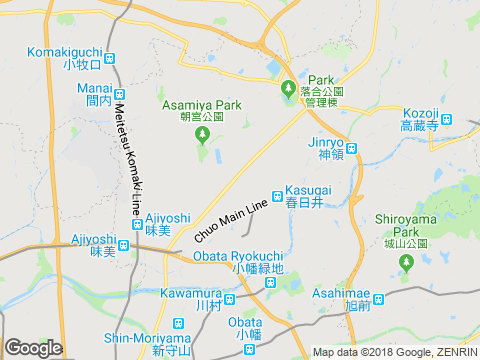 Komakiguchi
小牧口
Manai
間内
Meitetsu Komaki Line
Asamiya Park
朝宮公園
Park
落合公園
管理棟
Kozoji
高蔵寺
Jinryo
神領
Kasugai
春日井
Chuo Main Line
Shiroyama
Park
城山公園
Ajiyoshi
味美
Ajiyoshi
味美
Obata Ryokuchi
小幡緑地
Kawamura
川村
Asahimae
旭前
Obata
小幡
Shin-Moriyama
新守山
Google
Map data ©2018 Google, ZENRIN